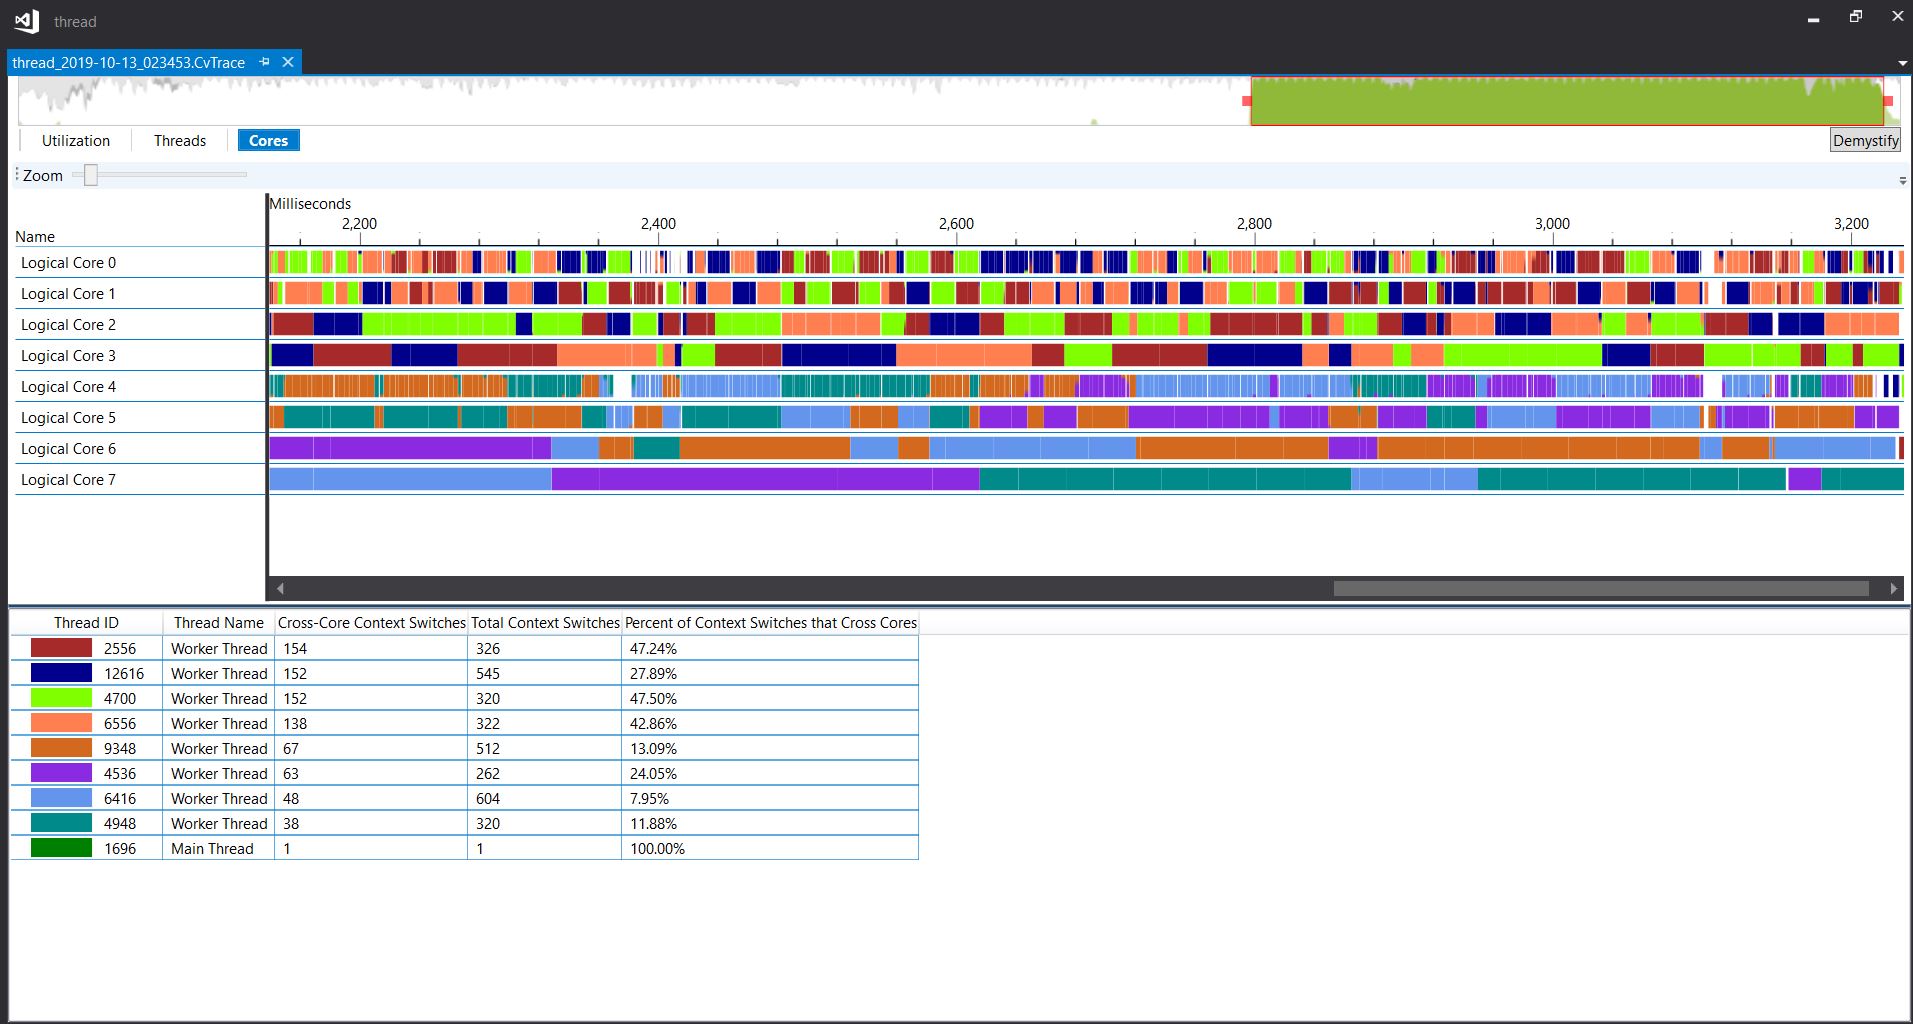 thread
thread_2019-10-13_023453.CvTrace
Utilization Threads Cores Demystify
Zoom
Milliseconds
2,200 2,400 2,600 2,800 3,000 3,200
Name
Logical Core 0
Logical Core 1
Logical Core 2
Logical Core 3
Logical Core 4
Logical Core 5
Logical Core 6
Logical Core 7
Thread ID Thread Name Cross-Core Context Switches Total Context Switches Percent of Context Switches that Cross Cores
2556 Worker Thread 154 326 47.24%
12616 Worker Thread 152 545 27.89%
4700 Worker Thread 152 320 47.50%
6556 Worker Thread 138 322 42.86%
9348 Worker Thread 67 512 13.09%
4536 Worker Thread 63 262 24.05%
6416 Worker Thread 48 604 7.95%
4948 Worker Thread 38 320 11.88%
1696 Main Thread 1 1 100.00%